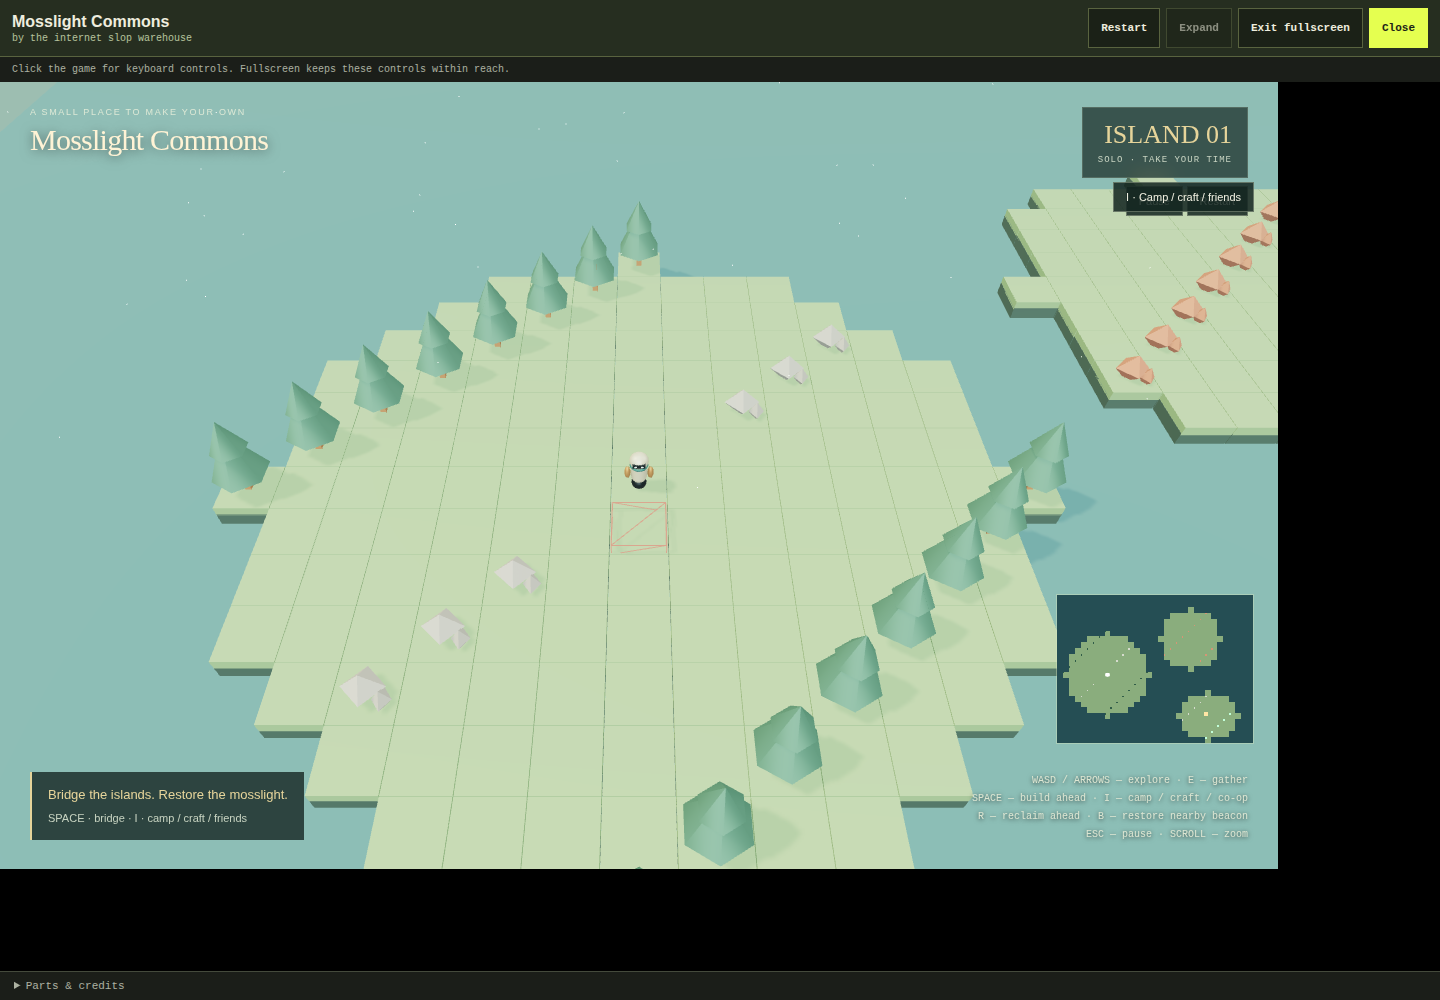 Mosslight Commons
by the internet slop warehouse
Restart
Expand
Exit fullscreen
Close
Click the game for keyboard controls. Fullscreen keeps these controls within reach.
A SMALL PLACE TO MAKE YOUR OWN
Mosslight Commons
ISLAND 01
SOLO · TAKE YOUR TIME
I · Camp / craft / friends
Bridge the islands. Restore the mosslight.
SPACE · bridge · I · camp / craft / friends
WASD / ARROWS — explore · E — gather
SPACE — build ahead · I — camp / craft / co-op
R — reclaim ahead · B — restore nearby beacon
ESC — pause · SCROLL — zoom
Parts & credits